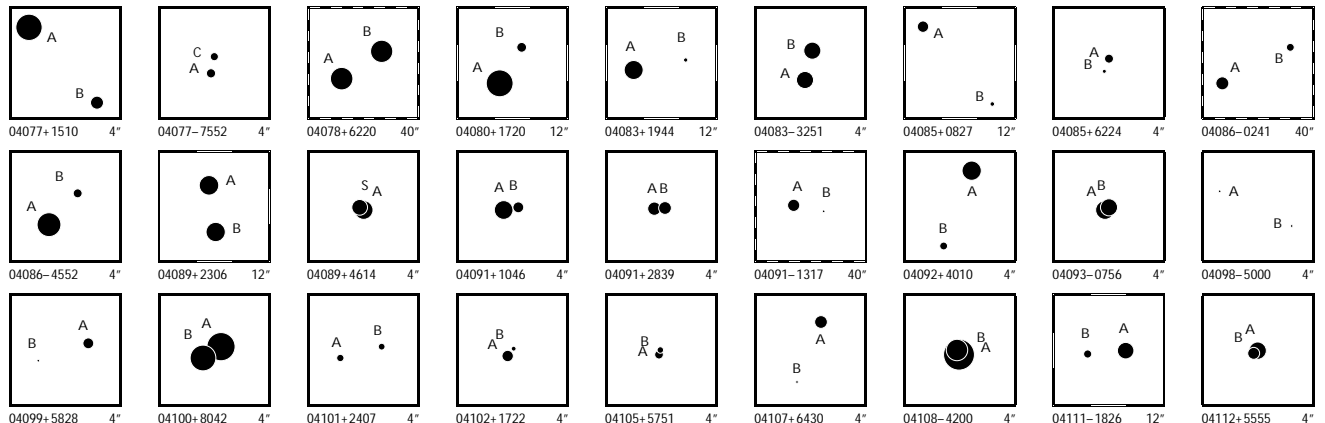 A
B
04077+1510 4"
C
A
04077−7552 4"
B
A
04078+6220 40"
B
A
04080+1720 12"
A
B
04083+1944 12"
B
A
04083−3251 4"
A
B
04085+0827 12"
A
B
04085+6224 4"
A
B
04086−0241 40"
B
A
04086−4552 4"
A
B
04089+2306 12"
S
A
04089+4614 4"
A B
04091+1046 4"
A B
04091+2839 4"
A
B
04091−1317 40"
A
B
04092+4010 4"
B
A
04093−0756 4"
A
B
04098−5000 4"
A
B
04099+5828 4"
A
B
04100+8042 4"
B
A
04101+2407 4"
B
A
04102+1722 4"
B
A
04105+5751 4"
A
B
04107+6430 4"
B
A
04108−4200 4"
A
B
04111−1826 12"
A
B
04112+5555 4"